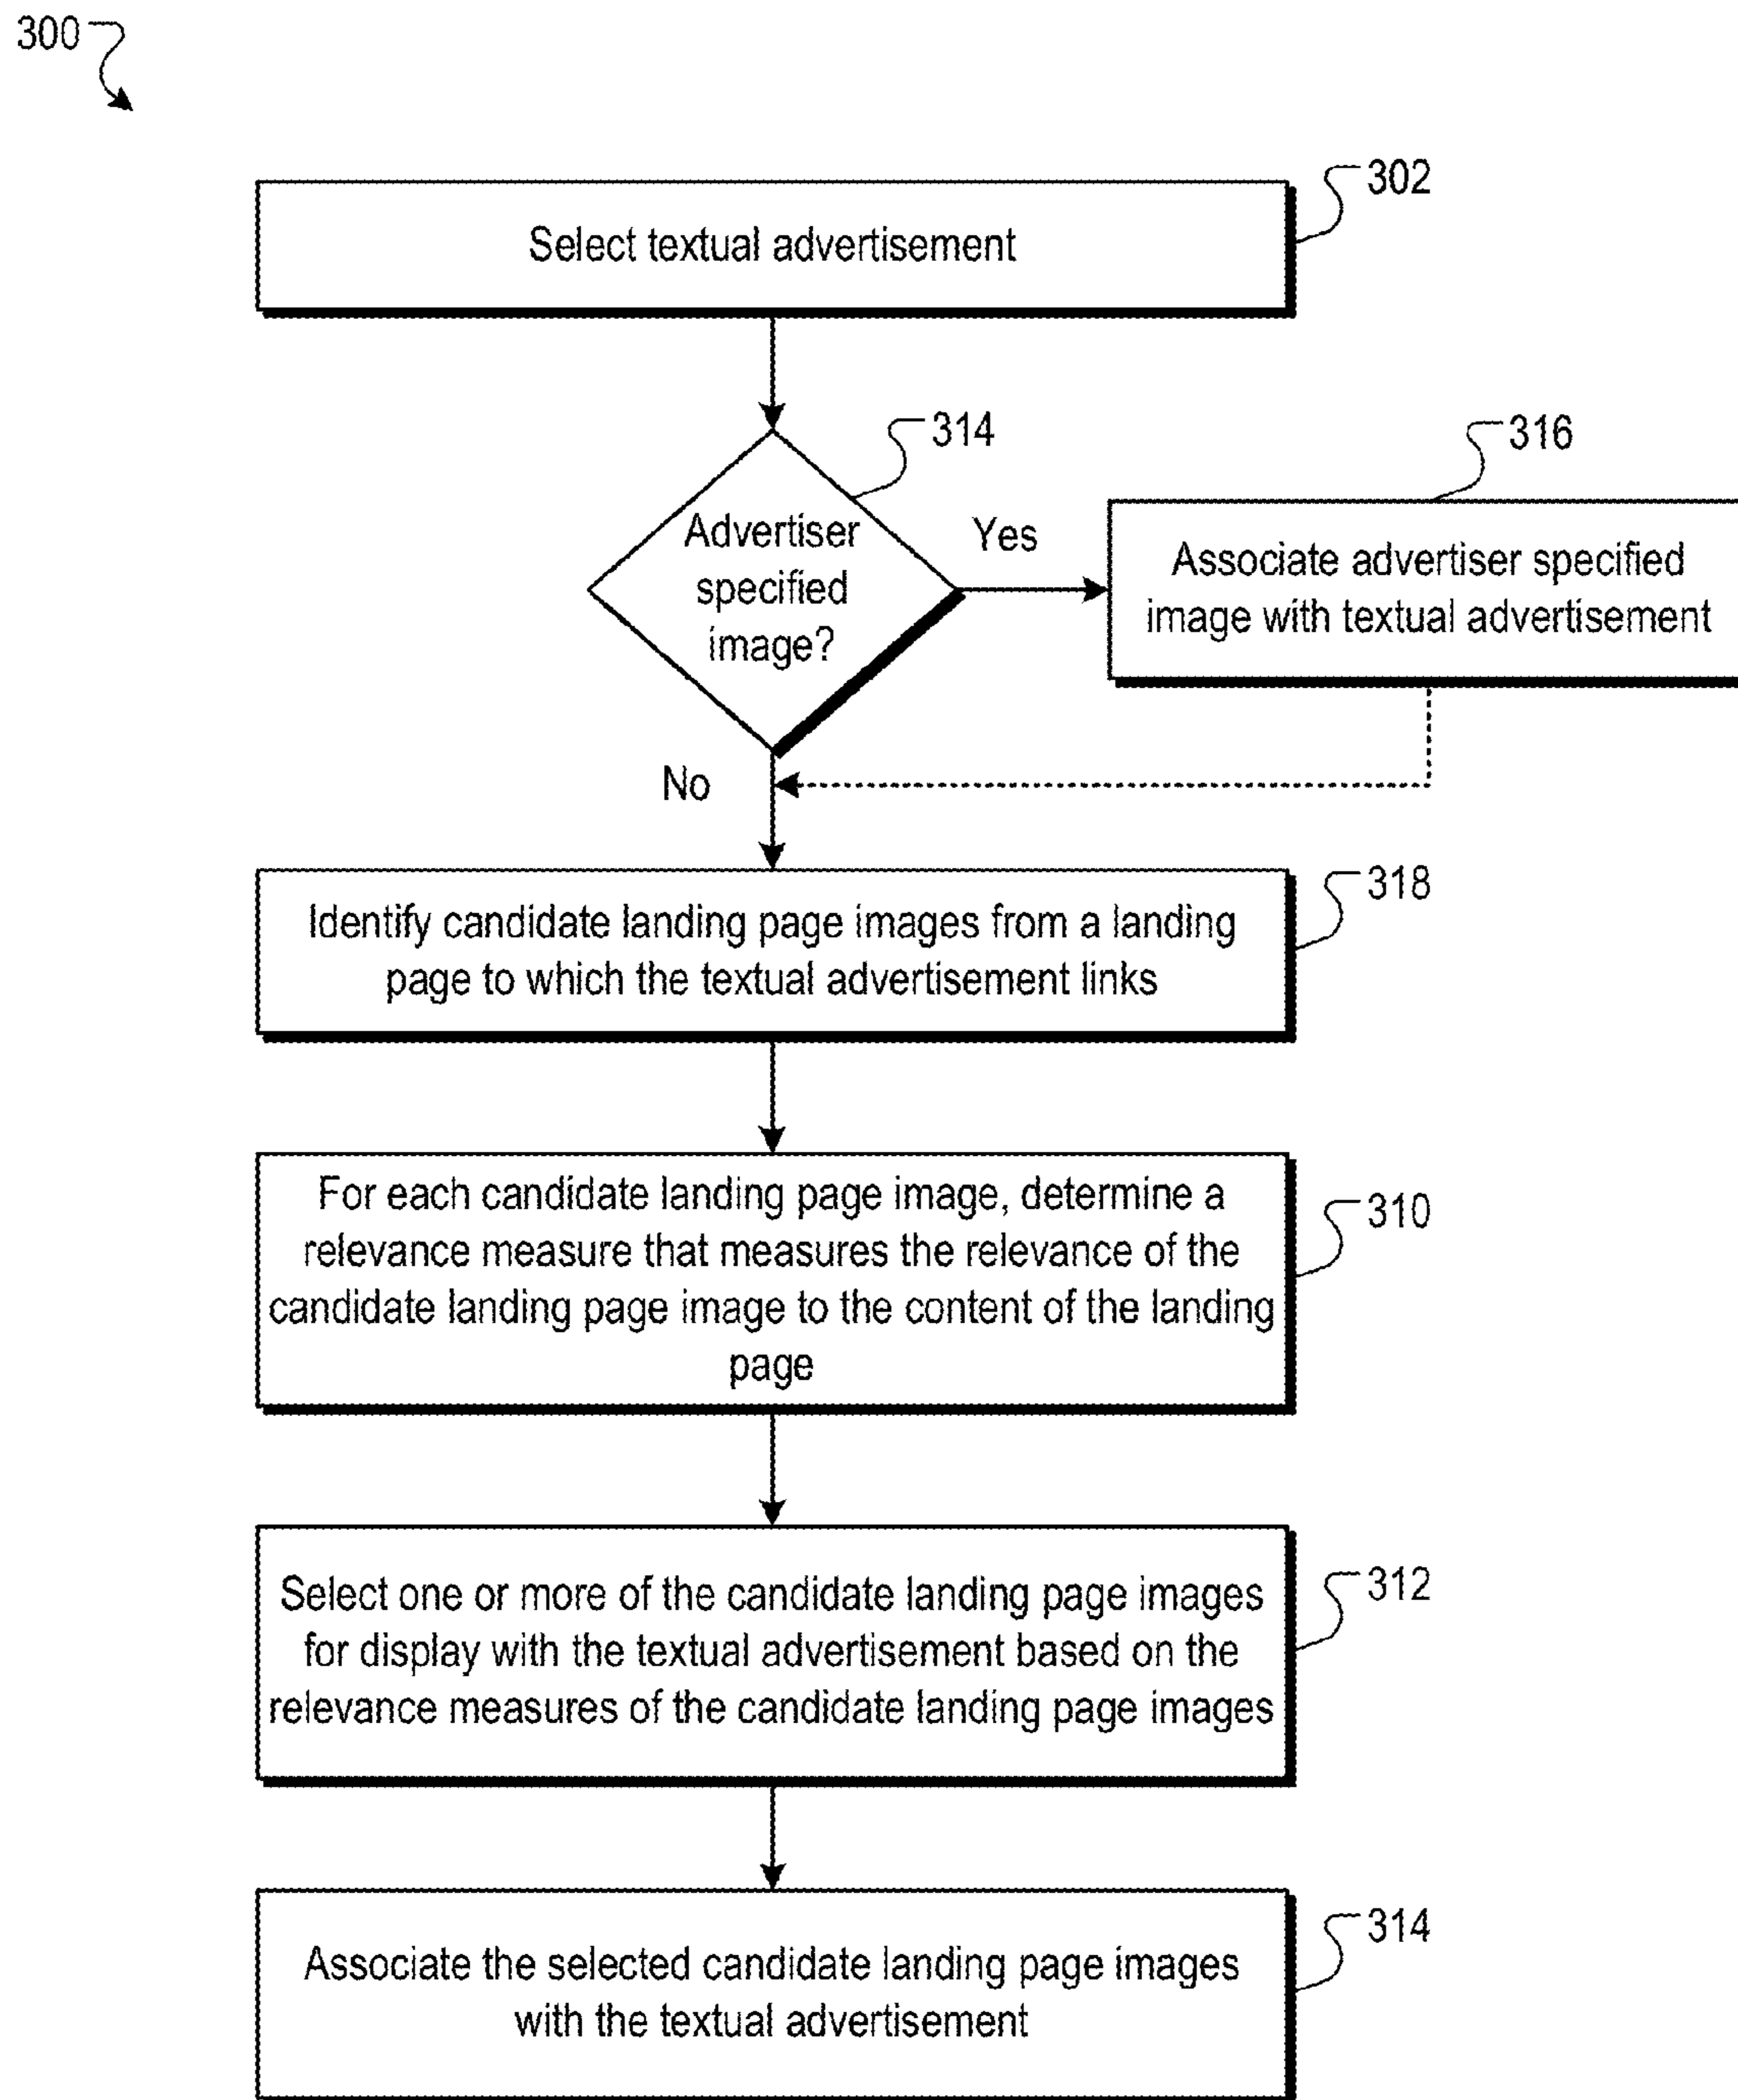 300
302
Select textual advertisement
314
316
Advertiser
specified
image?
Yes
Associate advertiser specified
image with textual advertisement
No
318
Identify candidate landing page images from a landing
page to which the textual advertisement links
310
For each candidate landing page image, determine a
relevance measure that measures the relevance of the
candidate landing page image to the content of the landing
page
312
Select one or more of the candidate landing page images
for display with the textual advertisement based on the
relevance measures of the candidate landing page images
314
Associate the selected candidate landing page images
with the textual advertisement